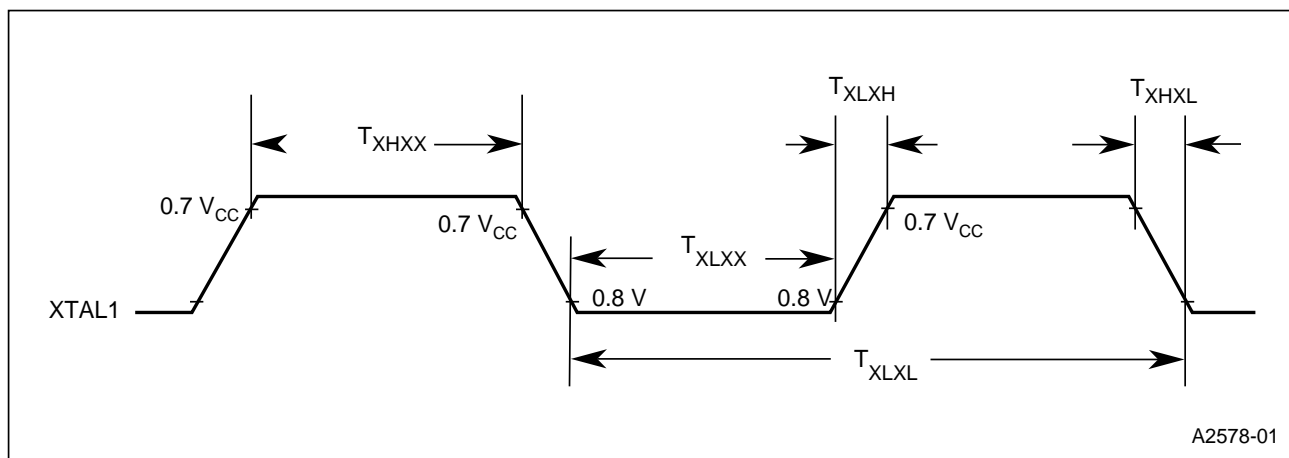 T_XLXH
T_XHXL
T_XHXX
0.7 V_CC
0.7 V_CC
0.7 V_CC
T_XLXX
0.8 V
0.8 V
XTAL1
T_XLXL
A2578-01